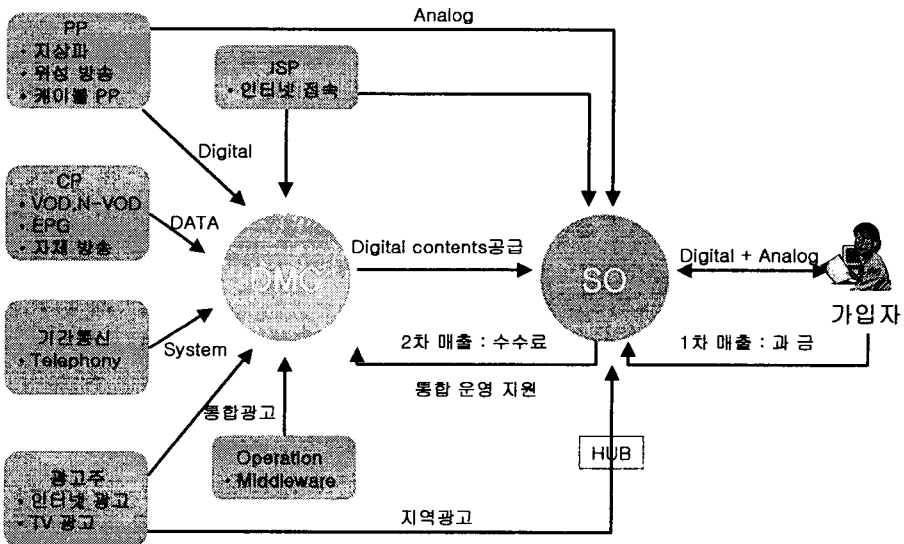 Analog
PP
• 지상파
• 위성 방송
• 케이블 PP
JSP
• 인터넷 접속
Digital
CP
• VOD,N-VOD
• EPG
• 자체 방송
DATA
DMC
Digital contents공급
SO
Digital + Analog
가입자
기간통신
• Telephony
System
2차 매출 : 수수료
1차 매출 : 과 금
통합 운영 지원
통합광고
Operation
• Middleware
HUB
광고주
• 인터넷 광고
• TV 광고
지역광고